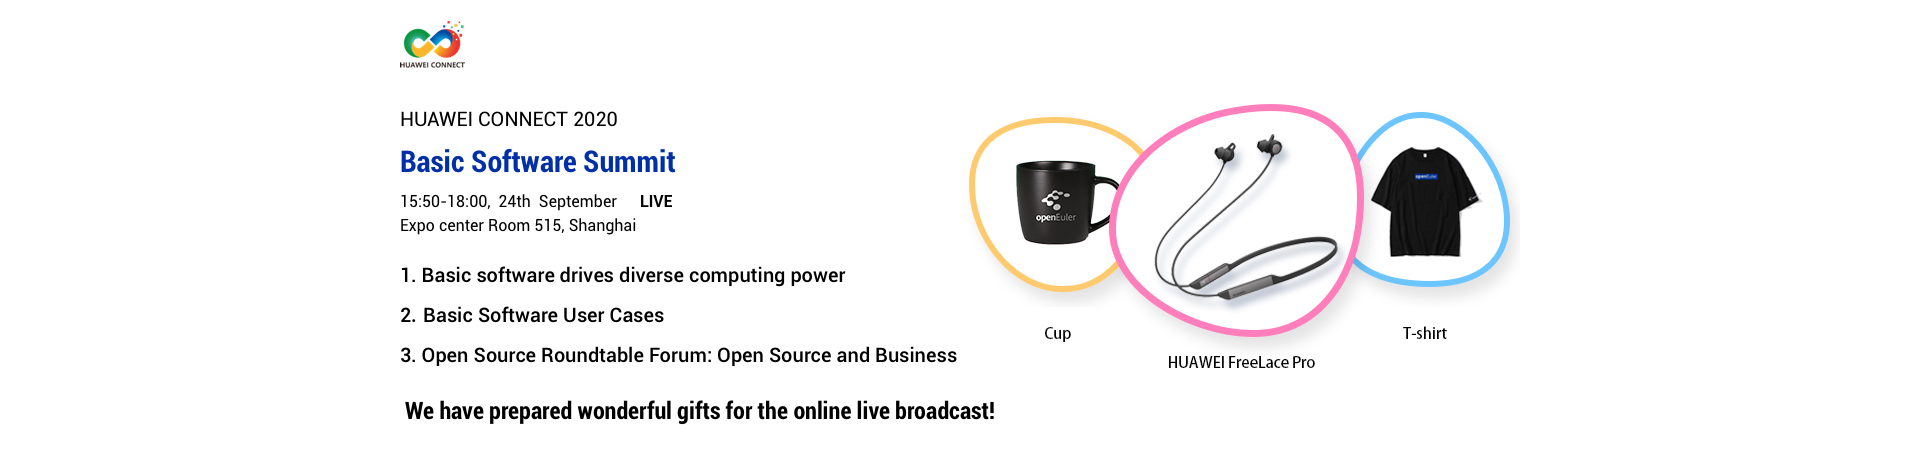 HUAWEI CONNECT
HUAWEI CONNECT 2020
Basic Software Summit
15:50-18:00, 24th September LIVE
Expo center Room 515, Shanghai
1. Basic software drives diverse computing power
2. Basic Software User Cases
3. Open Source Roundtable Forum: Open Source and Business
We have prepared wonderful gifts for the online live broadcast!
openEuler
openEuler
Cup
HUAWEI FreeLace Pro
T-shirt